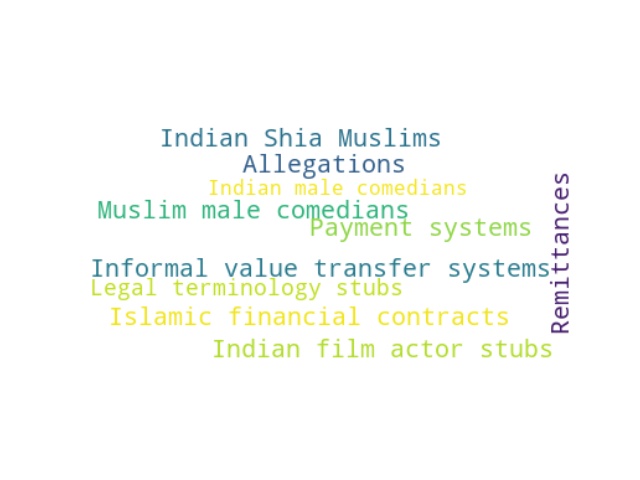 Indian Shia Muslims
Allegations
Indian male comedians
Muslim male comedians
Payment systems
Informal value transfer systems
Legal terminology stubs
Islamic financial contracts
Indian film actor stubs
Remittances